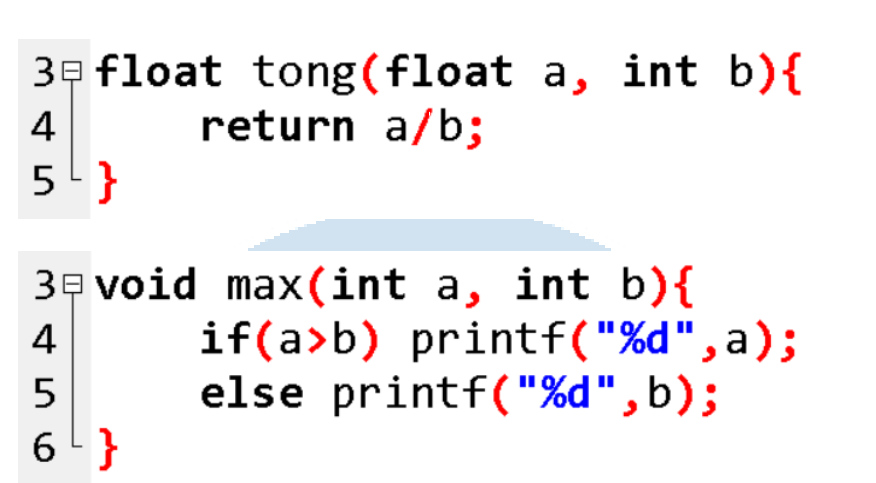 3 float tong(float a, int b){
4 return a/b;
5 }
3 void max(int a, int b){
4 if(a>b) printf("%d",a);
5 else printf("%d",b);
6 }